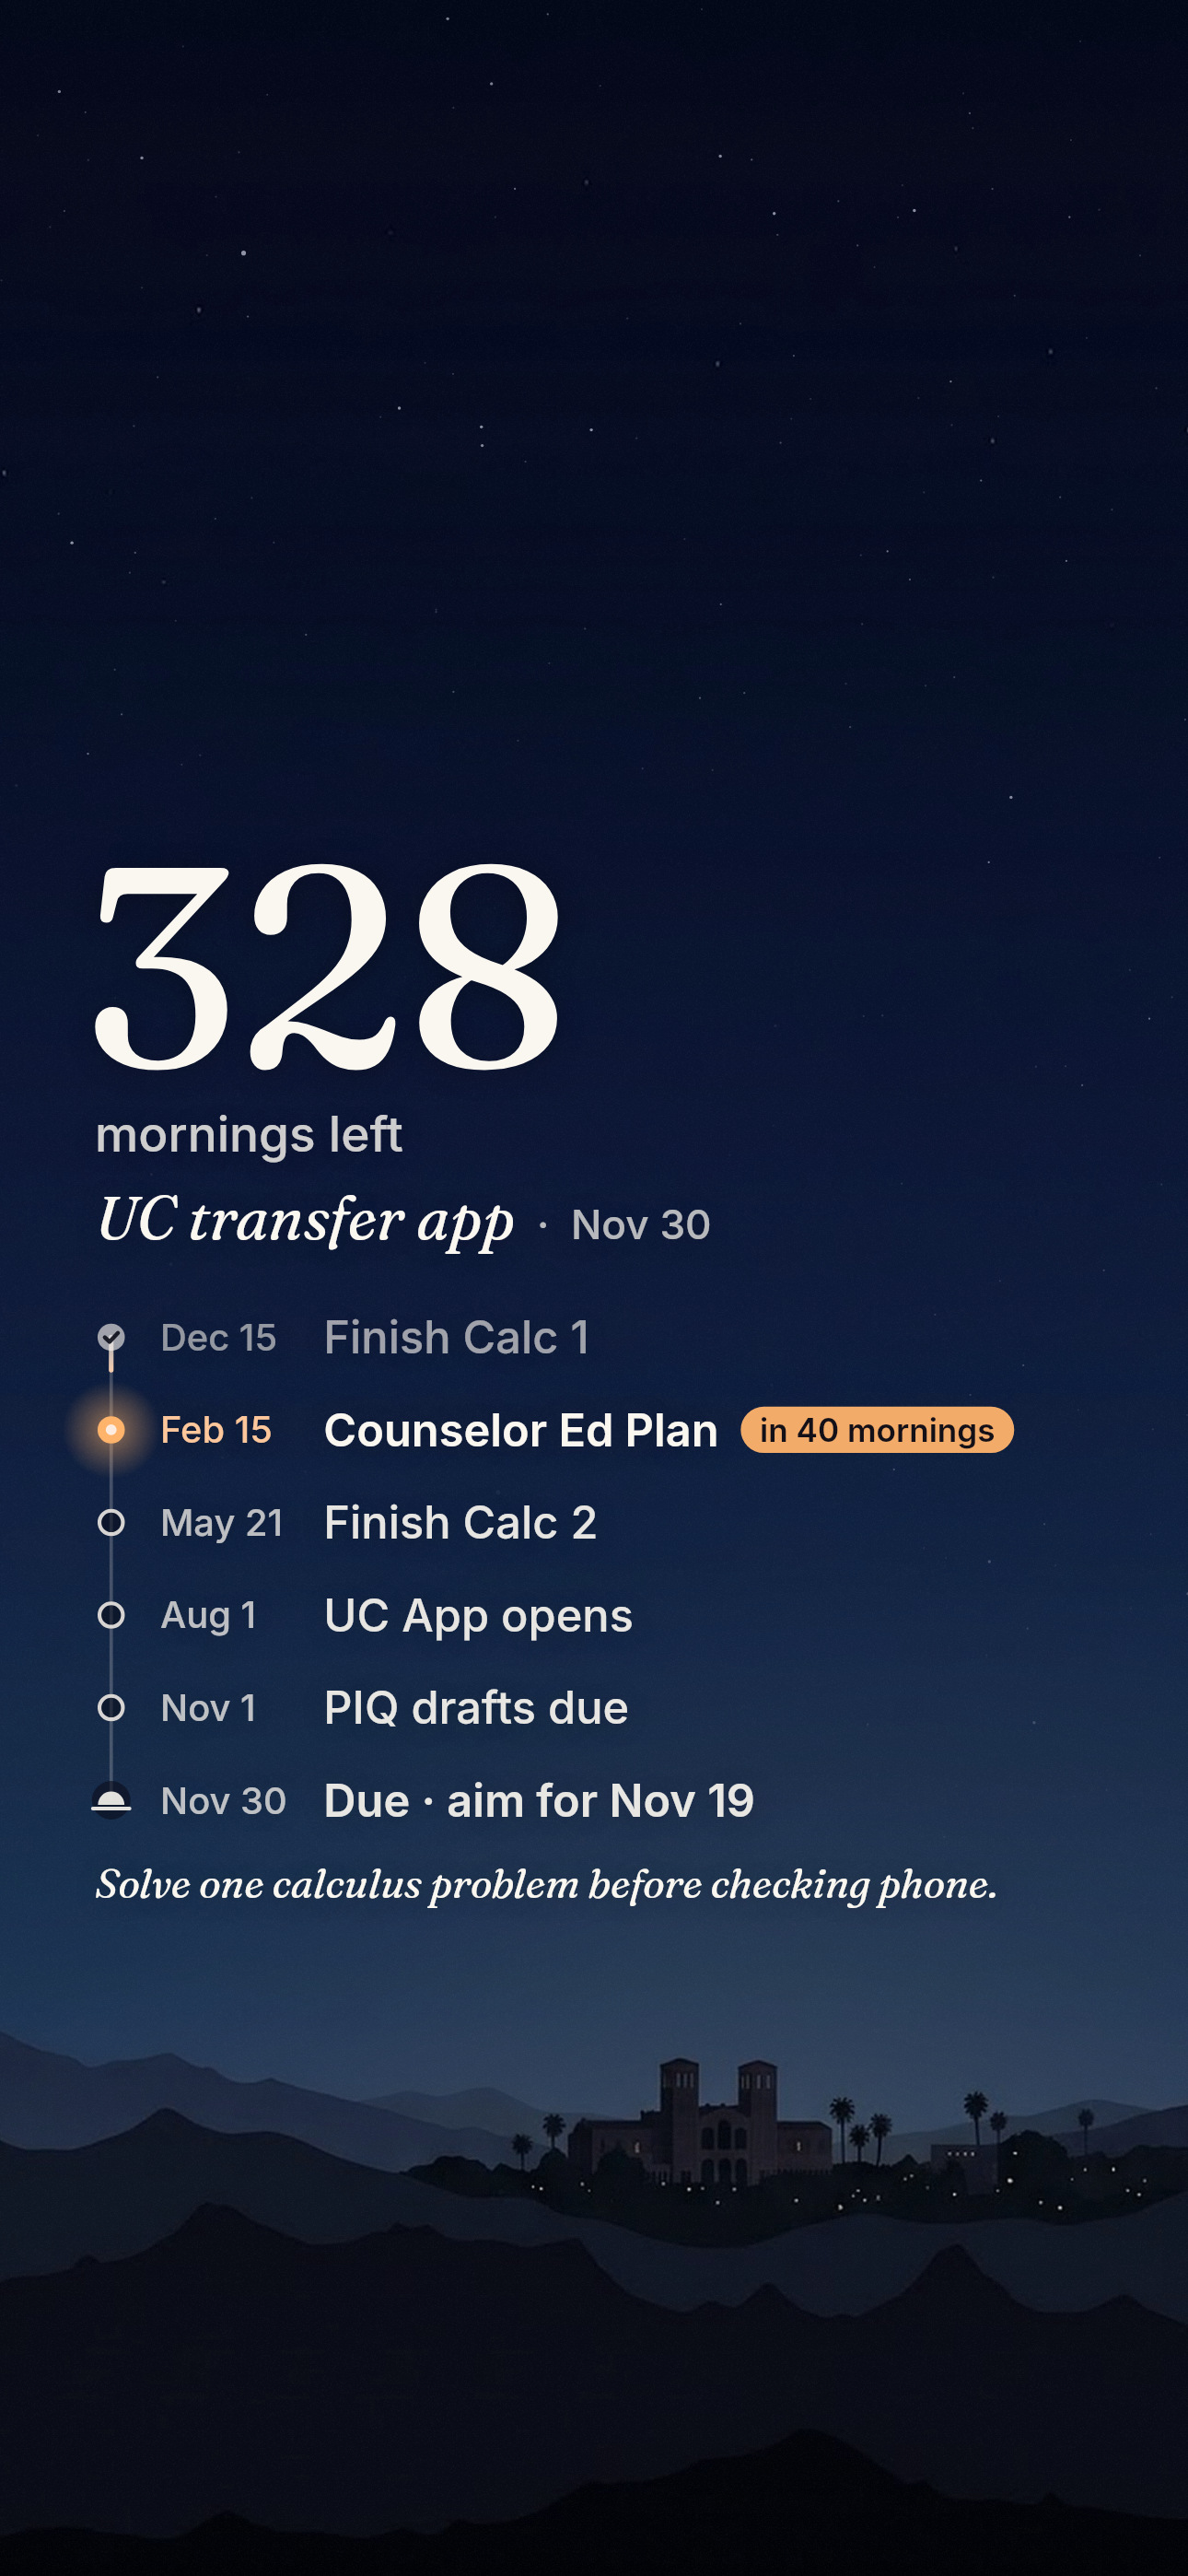 328
mornings left
UC transfer app · Nov 30
Dec 15 Finish Calc 1
Feb 15 Counselor Ed Plan in 40 mornings
May 21 Finish Calc 2
Aug 1 UC App opens
Nov 1 PIQ drafts due
Nov 30 Due · aim for Nov 19
Solve one calculus problem before checking phone.